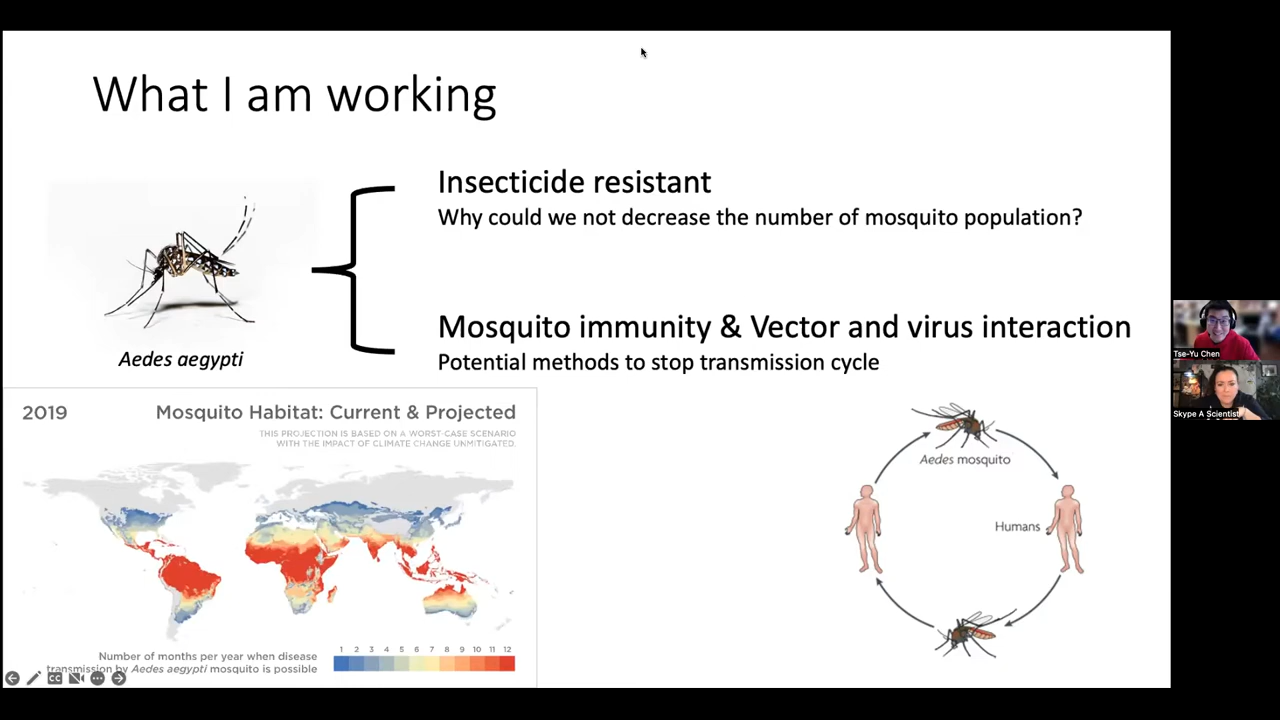 What I am working
Insecticide resistant
Why could we not decrease the number of mosquito population?
Mosquito immunity & Vector and virus interaction
Potential methods to stop transmission cycle
Aedes aegypti
2019
Mosquito Habitat: Current & Projected
THIS PROJECTION IS BASED ON A WORST-CASE SCENARIO
WITH THE IMPACT OF CLIMATE CHANGE UNMITIGATED.
Number of months per year when disease
transmission by Aedes aegypti mosquito is possible
1 2 3 4 5 6 7 8 9 10 11 12
Aedes mosquito
Humans
Tse-Yu Chen
Skype A Scientist
CC